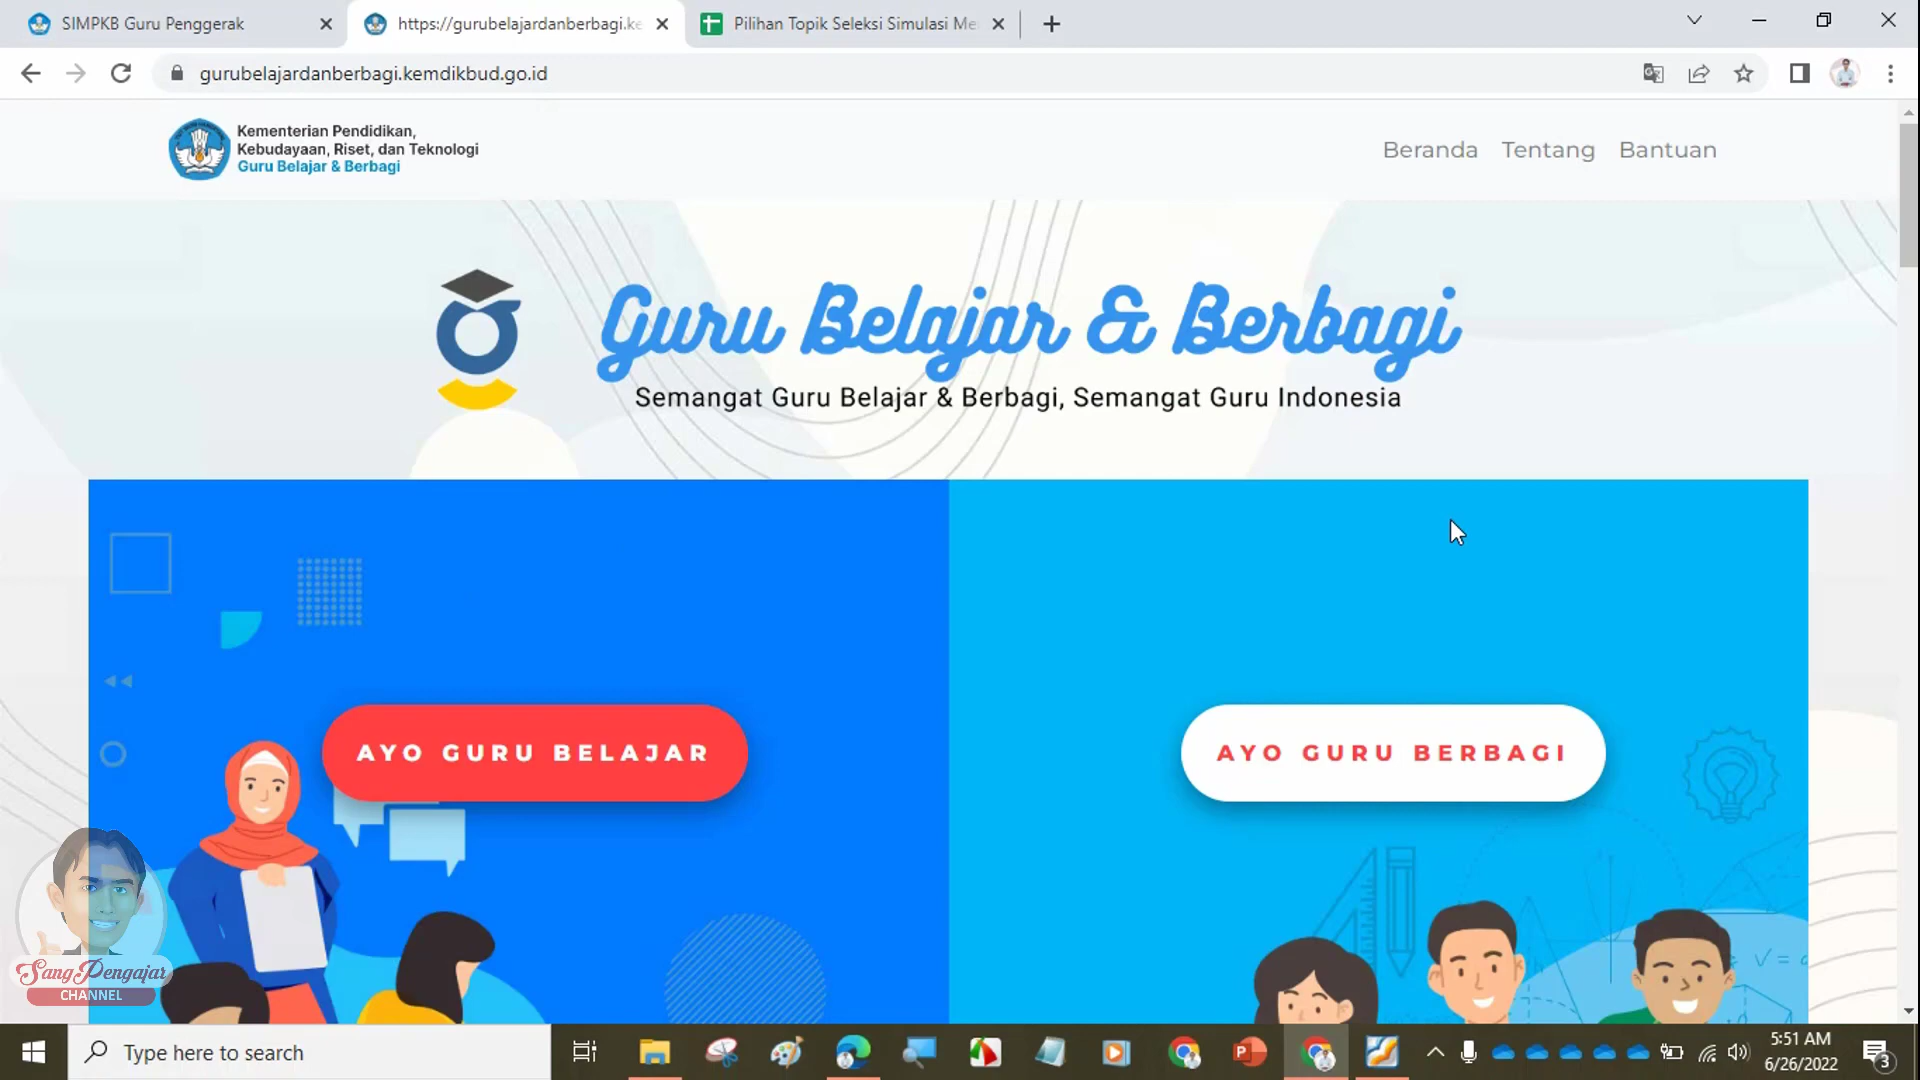 SIMPKB Guru Penggerak
https://gurubelajardanberbagi.ke
Pilihan Topik Seleksi Simulasi Me
gurubelajardanberbagi.kemdikbud.go.id
Kementerian Pendidikan,
Kebudayaan, Riset, dan Teknologi
Guru Belajar & Berbagi
Beranda Tentang Bantuan
Guru Belajar & Berbagi
Semangat Guru Belajar & Berbagi, Semangat Guru Indonesia
AYO GURU BELAJAR
AYO GURU BERBAGI
SangPengajar
CHANNEL
Type here to search
5:51 AM
6/26/2022
3